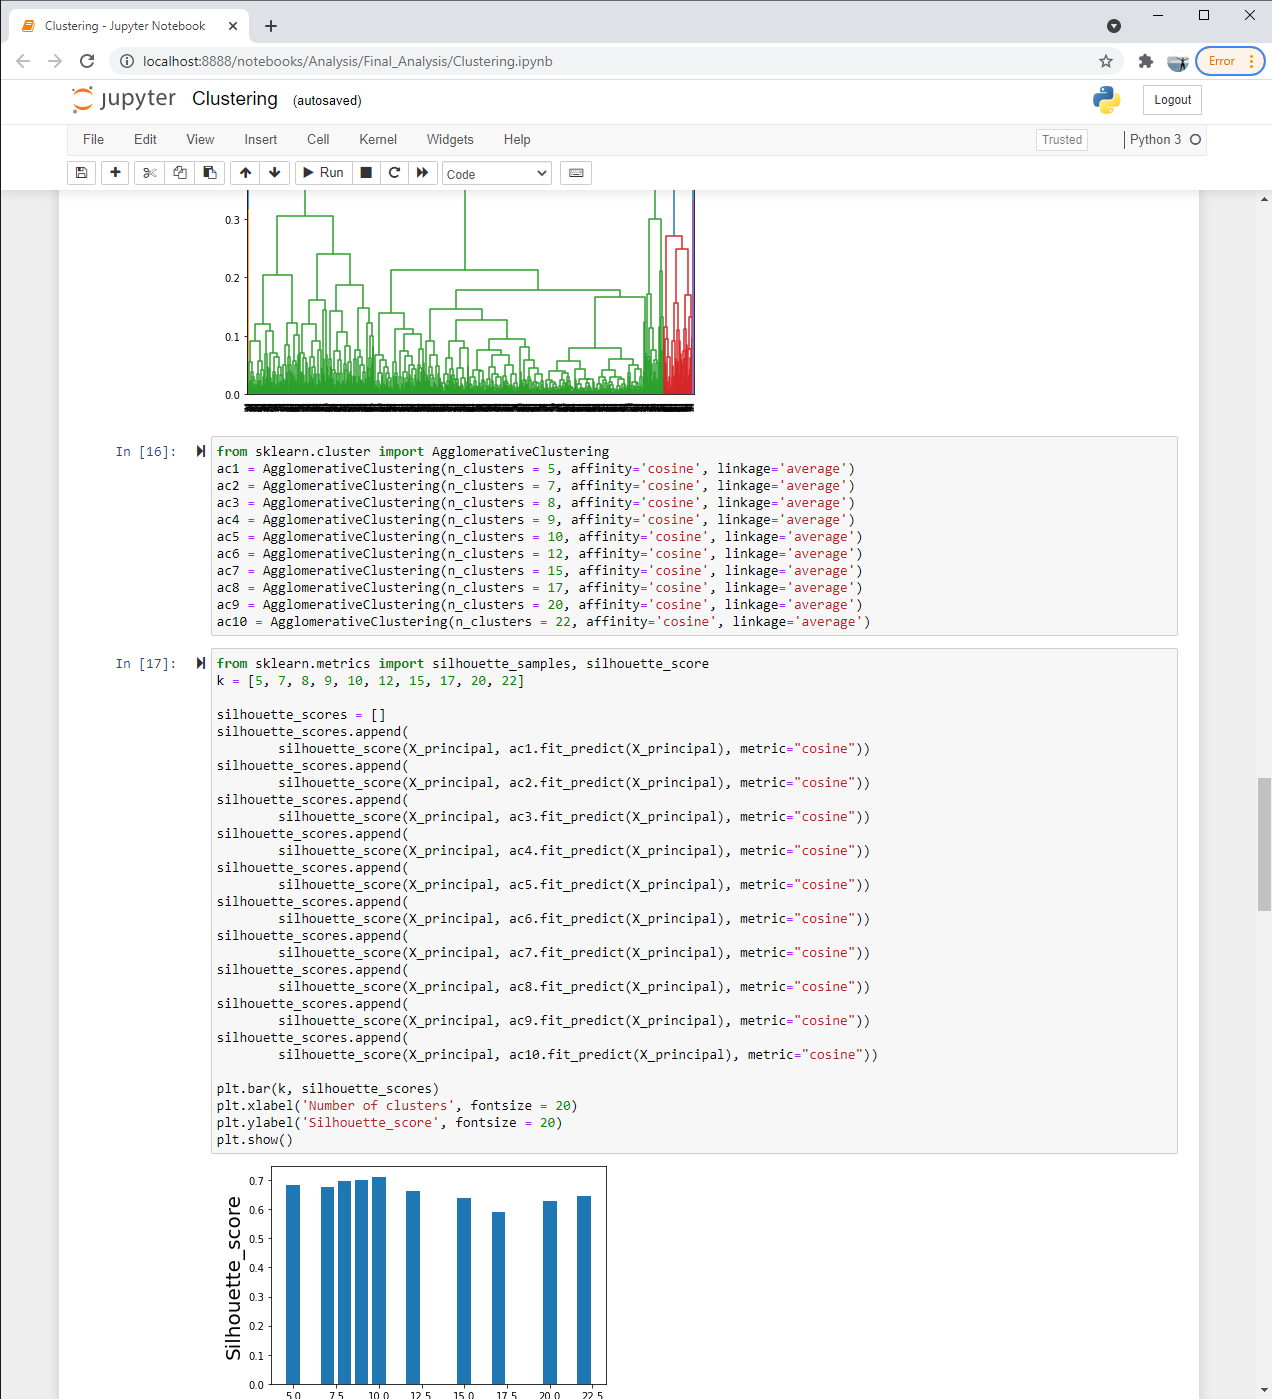 Clustering - Jupyter Notebook
localhost:8888/notebooks/Analysis/Final_Analysis/Clustering.ipynb
Error
jupyter Clustering (autosaved)
Logout
File Edit View Insert Cell Kernel Widgets Help
Trusted
Python 3
Run
Code
0.3
0.2
0.1
0.0
In [16]:
from sklearn.cluster import AgglomerativeClustering
ac1 = AgglomerativeClustering(n_clusters = 5, affinity='cosine', linkage='average')
ac2 = AgglomerativeClustering(n_clusters = 7, affinity='cosine', linkage='average')
ac3 = AgglomerativeClustering(n_clusters = 8, affinity='cosine', linkage='average')
ac4 = AgglomerativeClustering(n_clusters = 9, affinity='cosine', linkage='average')
ac5 = AgglomerativeClustering(n_clusters = 10, affinity='cosine', linkage='average')
ac6 = AgglomerativeClustering(n_clusters = 12, affinity='cosine', linkage='average')
ac7 = AgglomerativeClustering(n_clusters = 15, affinity='cosine', linkage='average')
ac8 = AgglomerativeClustering(n_clusters = 17, affinity='cosine', linkage='average')
ac9 = AgglomerativeClustering(n_clusters = 20, affinity='cosine', linkage='average')
ac10 = AgglomerativeClustering(n_clusters = 22, affinity='cosine', linkage='average')
In [17]:
from sklearn.metrics import silhouette_samples, silhouette_score
k = [5, 7, 8, 9, 10, 12, 15, 17, 20, 22]
silhouette_scores = []
silhouette_scores.append(
silhouette_score(X_principal, ac1.fit_predict(X_principal), metric="cosine"))
silhouette_scores.append(
silhouette_score(X_principal, ac2.fit_predict(X_principal), metric="cosine"))
silhouette_scores.append(
silhouette_score(X_principal, ac3.fit_predict(X_principal), metric="cosine"))
silhouette_scores.append(
silhouette_score(X_principal, ac4.fit_predict(X_principal), metric="cosine"))
silhouette_scores.append(
silhouette_score(X_principal, ac5.fit_predict(X_principal), metric="cosine"))
silhouette_scores.append(
silhouette_score(X_principal, ac6.fit_predict(X_principal), metric="cosine"))
silhouette_scores.append(
silhouette_score(X_principal, ac7.fit_predict(X_principal), metric="cosine"))
silhouette_scores.append(
silhouette_score(X_principal, ac8.fit_predict(X_principal), metric="cosine"))
silhouette_scores.append(
silhouette_score(X_principal, ac9.fit_predict(X_principal), metric="cosine"))
silhouette_scores.append(
silhouette_score(X_principal, ac10.fit_predict(X_principal), metric="cosine"))
plt.bar(k, silhouette_scores)
plt.xlabel('Number of clusters', fontsize = 20)
plt.ylabel('Silhouette_score', fontsize = 20)
plt.show()
Silhouette_score
0.7
0.6
0.5
0.4
0.3
0.2
0.1
0.0
5.0 7.5 10.0 12.5 15.0 17.5 20.0 22.5